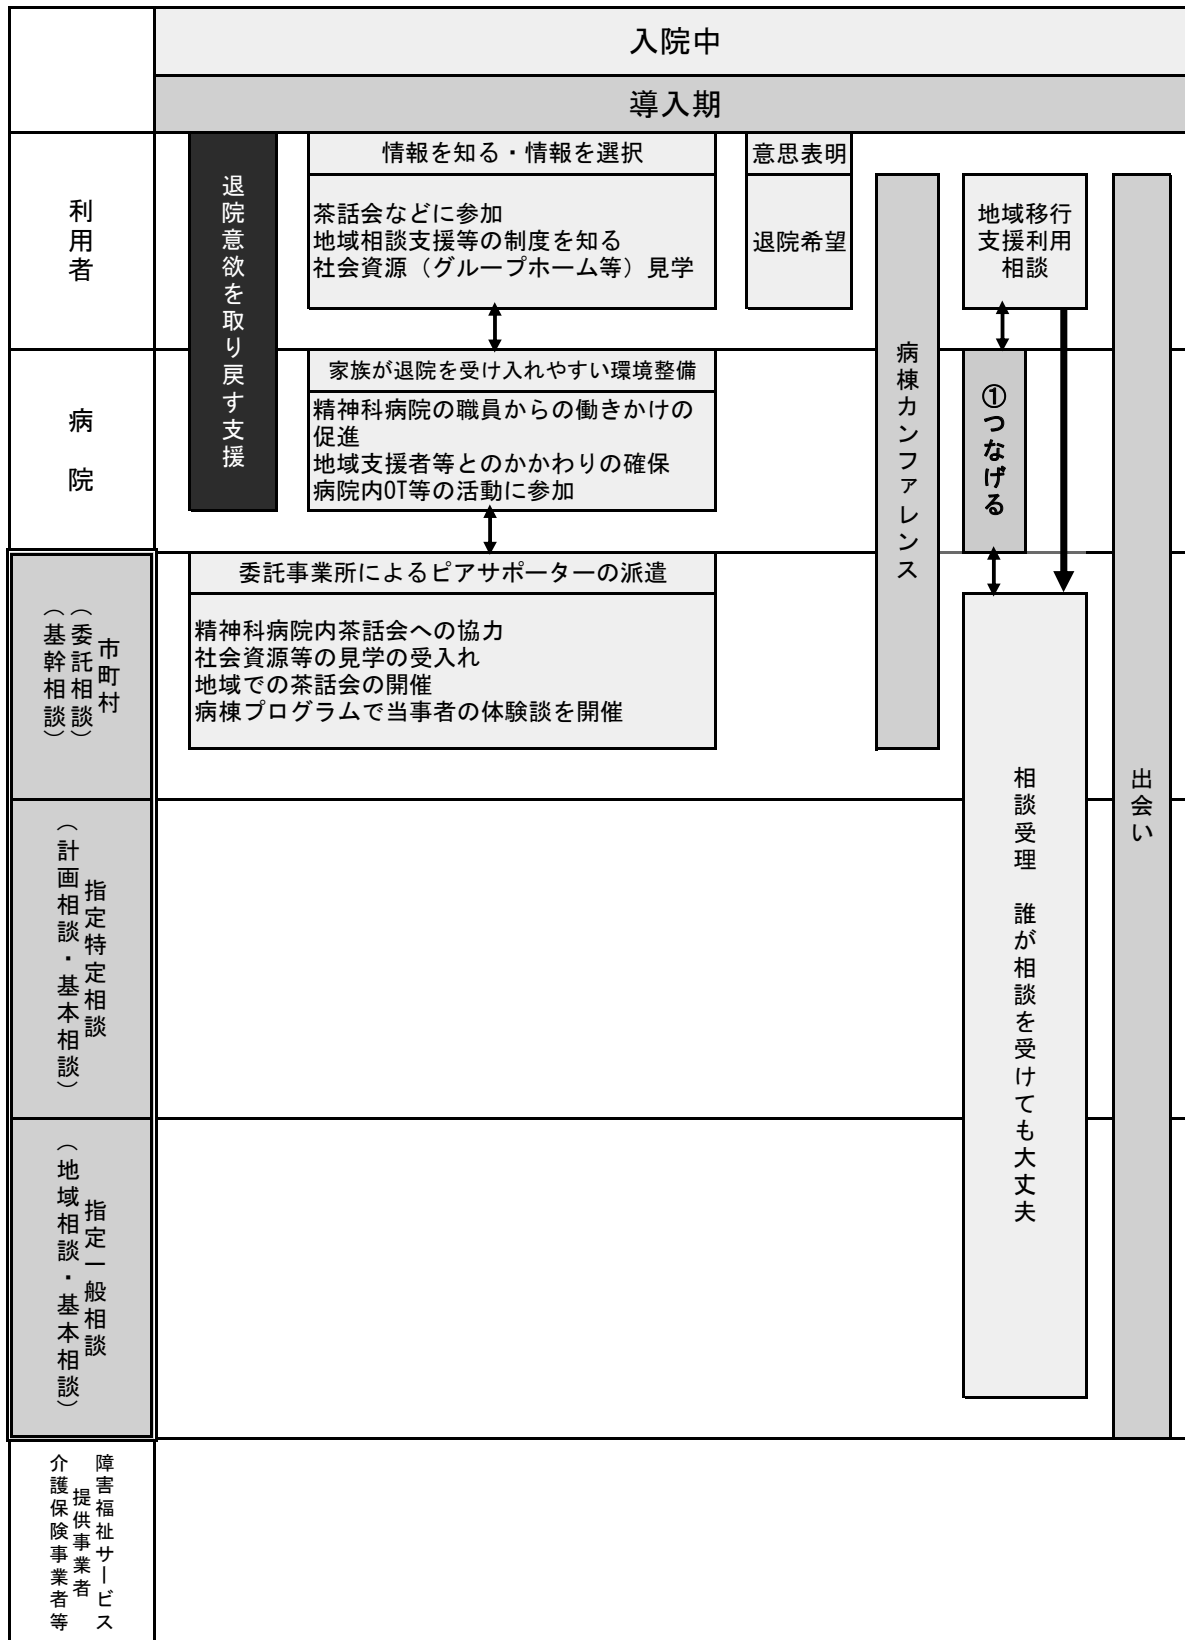 入院中
導入期
利用者
退院意欲を取り戻す支援
情報を知る・情報を選択
茶話会などに参加
地域相談支援等の制度を知る
社会資源（グループホーム等）見学
意思表明
退院希望
病棟カンファレンス
地域移行
支援利用
相談
出会い
病院
家族が退院を受け入れやすい環境整備
精神科病院の職員からの働きかけの
促進
地域支援者等とのかかわりの確保
病院内OT等の活動に参加
①つなげる
市町村
（委託相談）
（基幹相談）
委託事業所によるピアサポーターの派遣
精神科病院内茶話会への協力
社会資源等の見学の受入れ
地域での茶話会の開催
病棟プログラムで当事者の体験談を開催
相談受理　誰が相談を受けても大丈夫
指定特定相談
（計画相談・基本相談）
指定一般相談
（地域相談・基本相談）
障害福祉サービス
提供事業者
介護保険事業者等